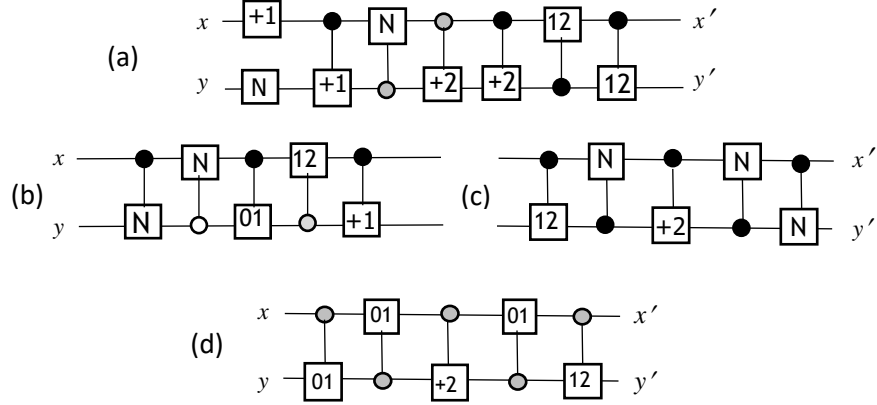 x +1 N 12 x′
(a)
y N +1 +2 +2 12 y′
x N 12 N N x′
(b) (c)
y N 01 +1 12 +2 N y′
x 01 01 x′
(d)
y 01 +2 12 y′